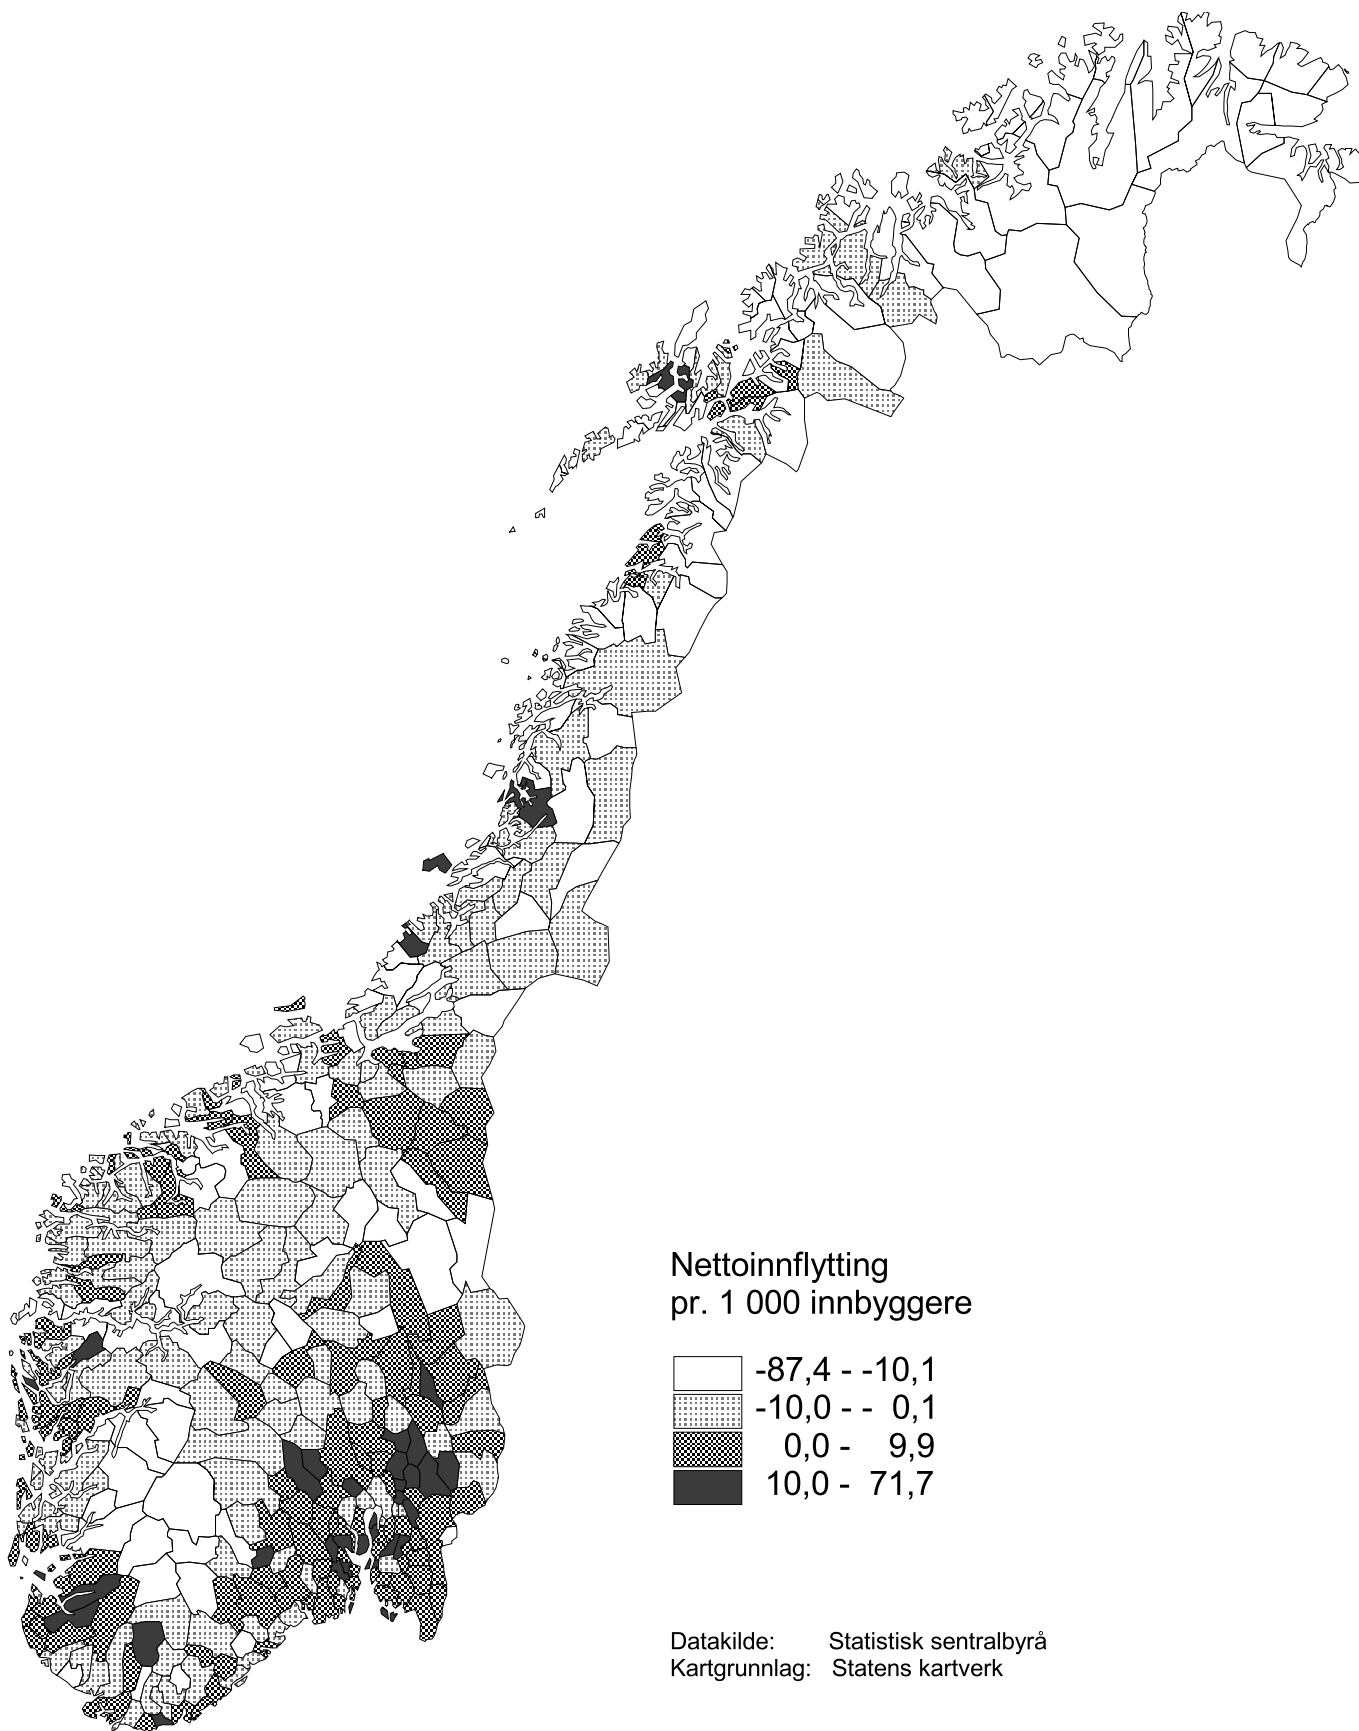 Nettoinnflytting
pr. 1 000 innbyggere
-87,4 - -10,1
-10,0 - - 0,1
0,0 - 9,9
10,0 - 71,7
Datakilde: Statistisk sentralbyrå
Kartgrunnlag: Statens kartverk